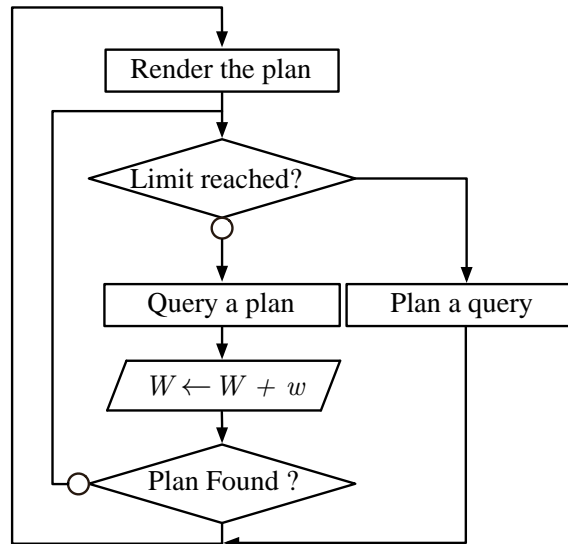 Render the plan
Limit reached?
Query a plan
Plan a query
W ← W + w
Plan Found ?